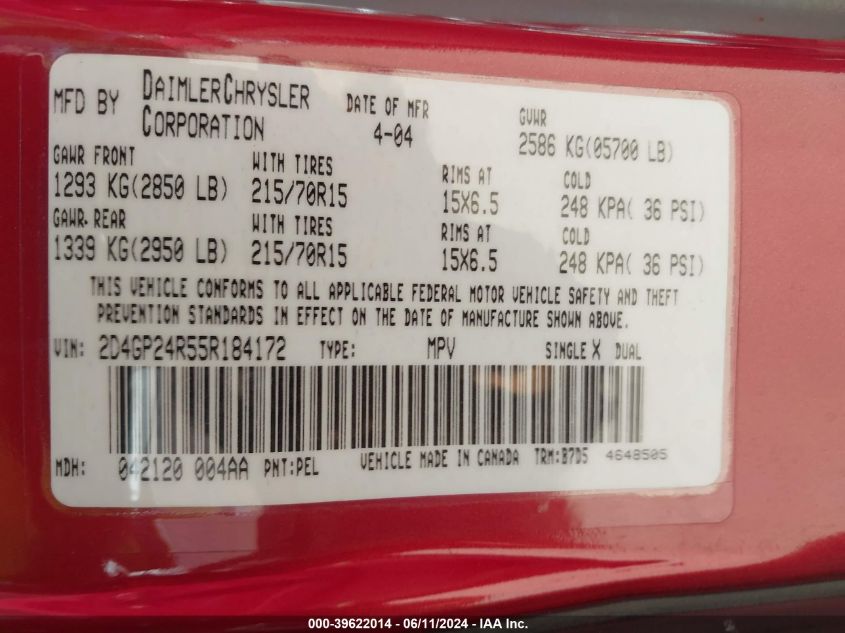 MFD BY DAIMLERCHRYSLER CORPORATION DATE OF MFR 4-04 GVWR 2586 KG(05700 LB)
GAWR FRONT WITH TIRES RIMS AT COLD
1293 KG(2850 LB) 215/70R15 15X6.5 248 KPA( 36 PSI)
GAWR REAR WITH TIRES RIMS AT COLD
1339 KG(2950 LB) 215/70R15 15X6.5 248 KPA( 36 PSI)
THIS VEHICLE CONFORMS TO ALL APPLICABLE FEDERAL MOTOR VEHICLE SAFETY AND THEFT
PREVENTION STANDARDS IN EFFECT ON THE DATE OF MANUFACTURE SHOWN ABOVE.
VIN: 2D4GP24R55R184172 TYPE: MPV SINGLE X DUAL
MDH: 042120 004AA PNT:PEL VEHICLE MADE IN CANADA TRM:B7D5 4648505
000-39622014 - 06/11/2024 - IAA Inc.